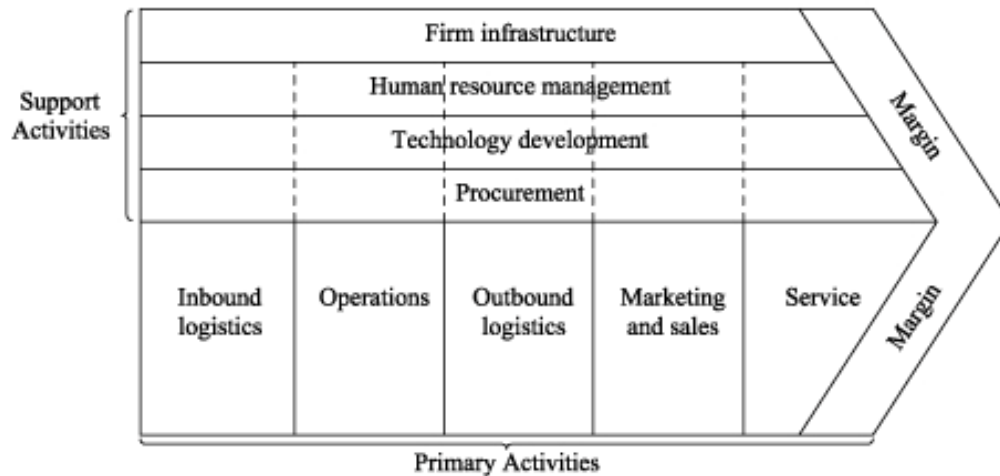 Firm infrastructure
Human resource management
Technology development
Procurement
Support
Activities
Margin
Inbound
logistics
Operations
Outbound
logistics
Marketing
and sales
Service
Margin
Primary Activities